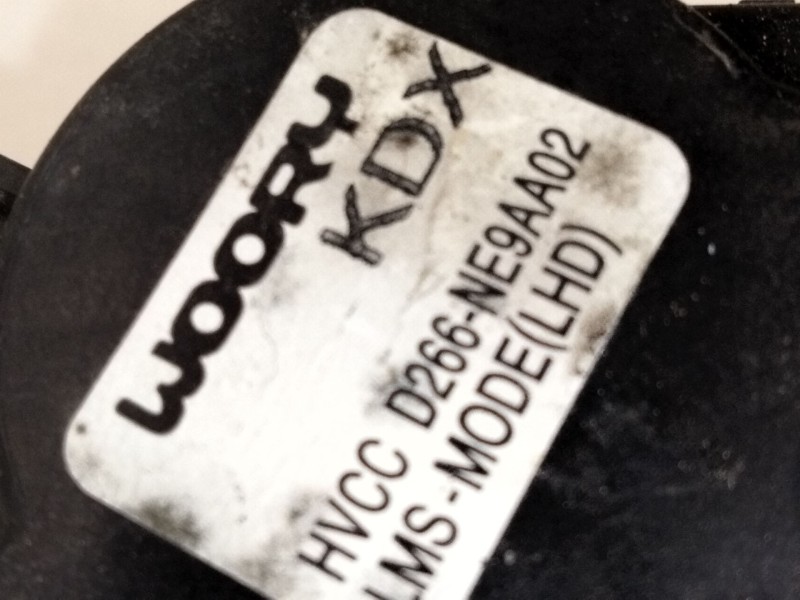 WOORY
KDX
HVCC D266-NE9AA02
LMS-MODE(LHD)